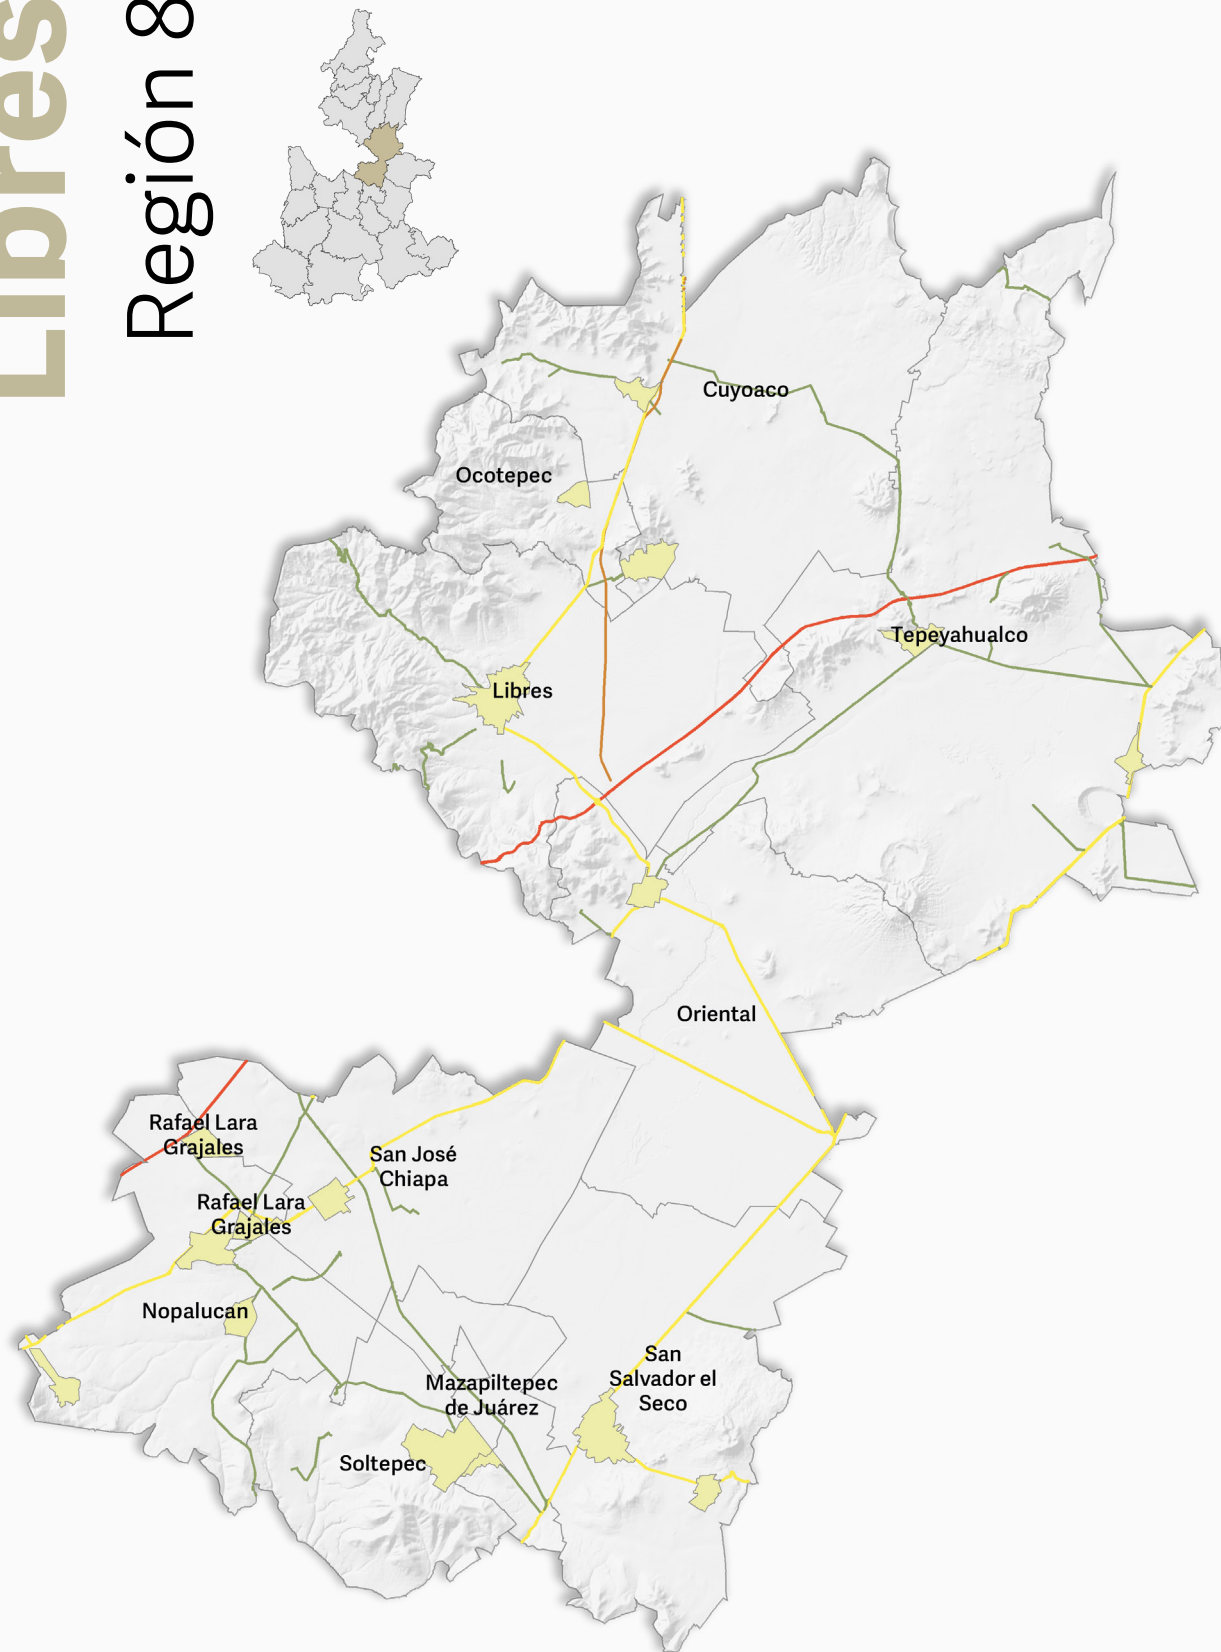 Libres
Región 8
Cuyoaco
Ocotepec
Tepeyahualco
Libres
Oriental
Rafael Lara
Grajales
San José
Chiapa
Rafael Lara
Grajales
Nopalucan
San
Salvador el
Seco
Mazapiltepec
de Juárez
Soltepec